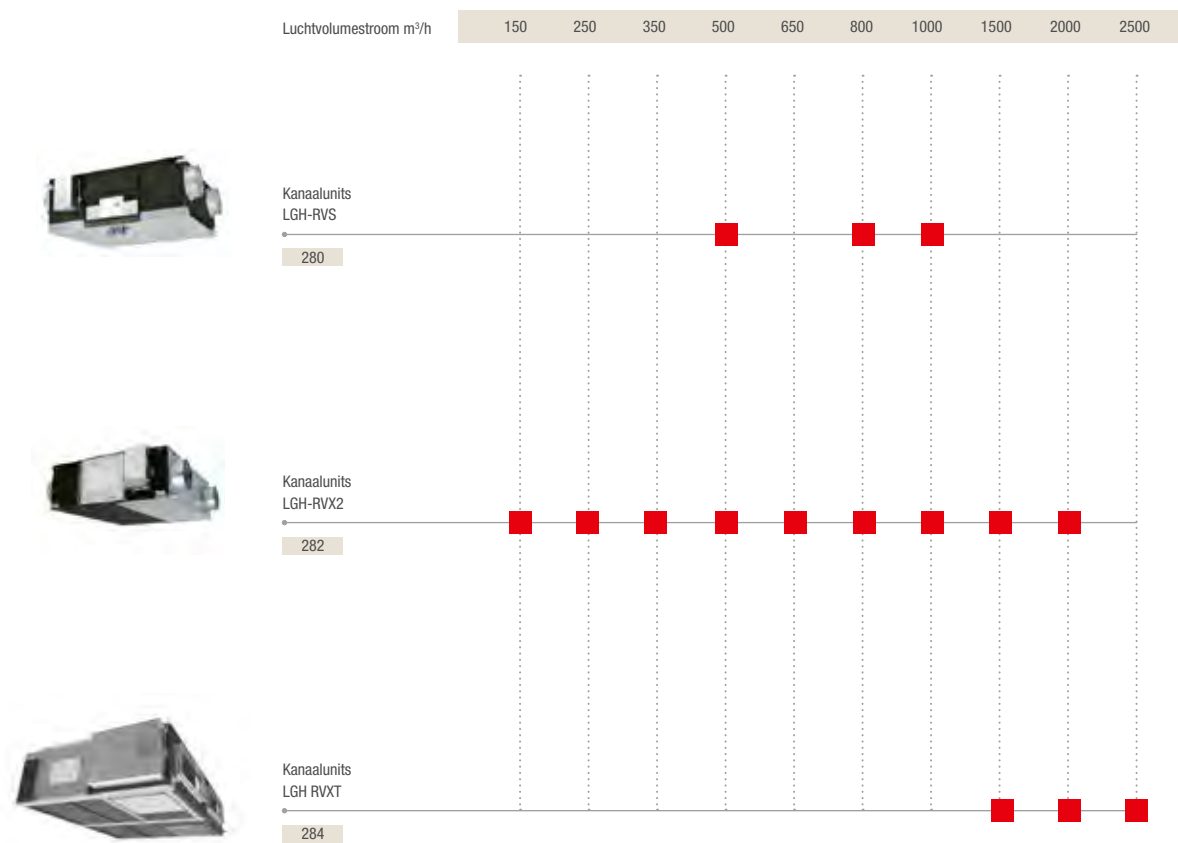 Luchtvolumestroom m³/h 150 250 350 500 650 800 1000 1500 2000 2500
Kanaalunits
LGH-RVS
280
Kanaalunits
LGH-RVX2
282
Kanaalunits
LGH RVXT
284